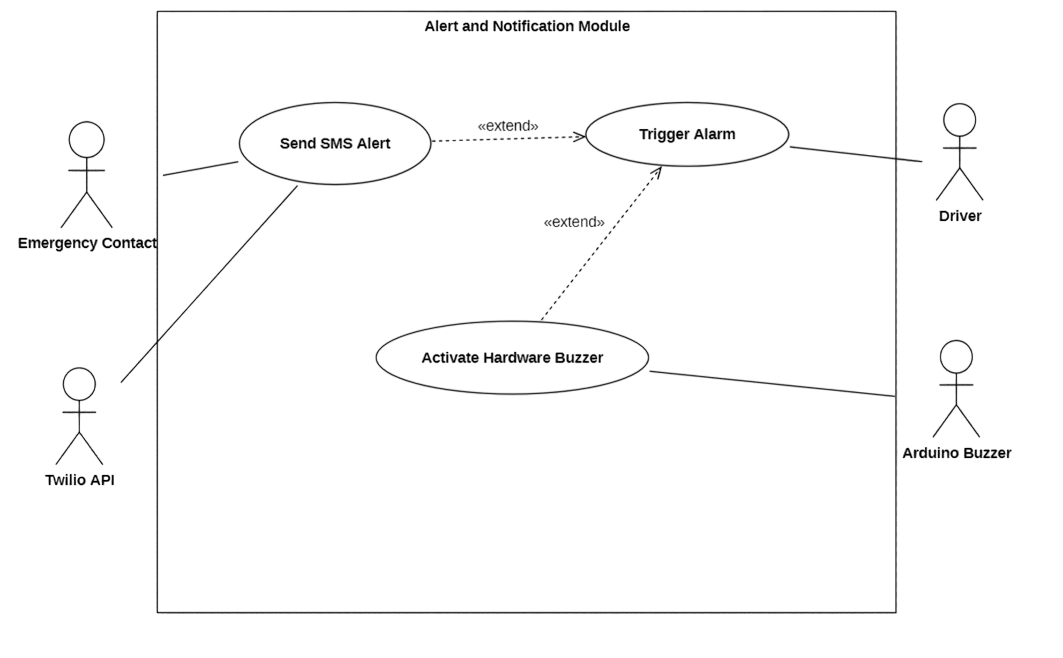 Alert and Notification Module
Send SMS Alert
«extend»
Trigger Alarm
Emergency Contact
Driver
«extend»
Activate Hardware Buzzer
Twilio API
Arduino Buzzer